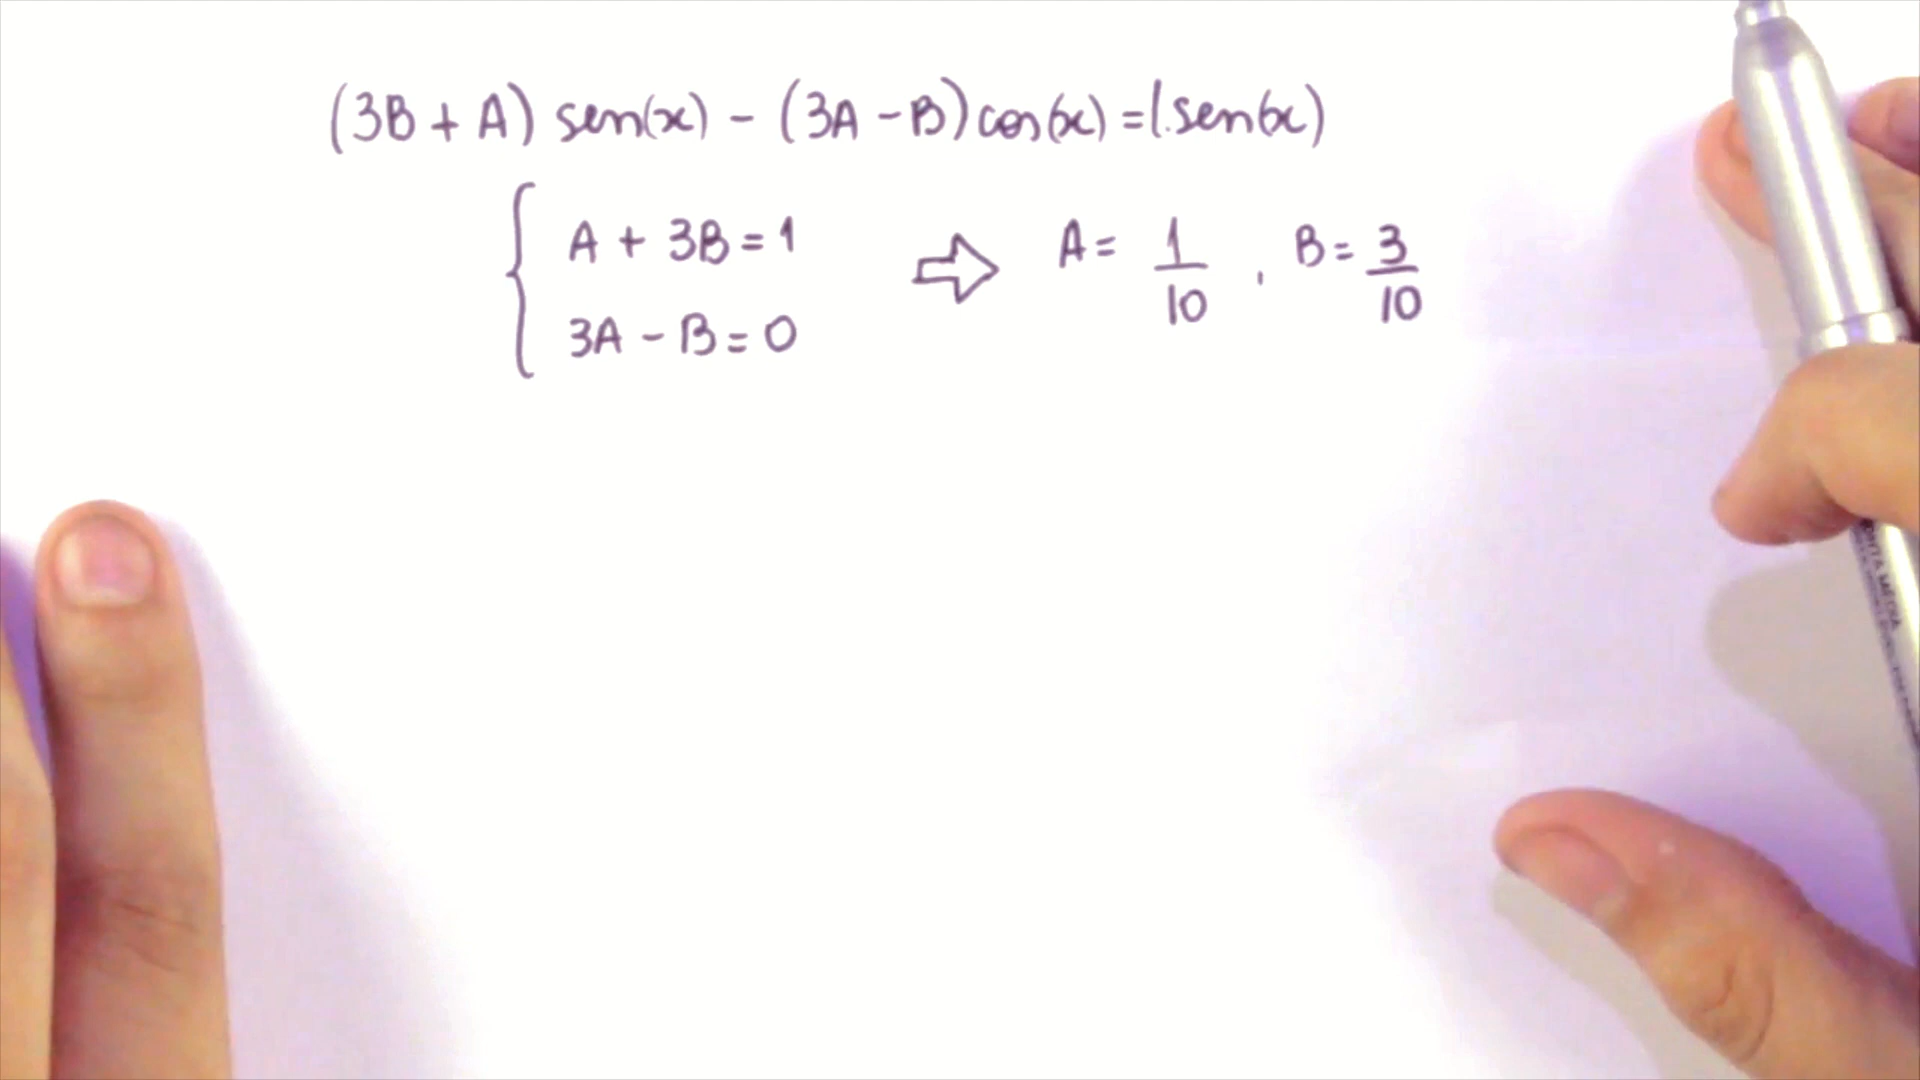 (3B + A) sen(x) - (3A - B) cos(x) = 1.sen(x)
A + 3B = 1 ⇨ A = 1/10 , B = 3/10
3A - B = 0